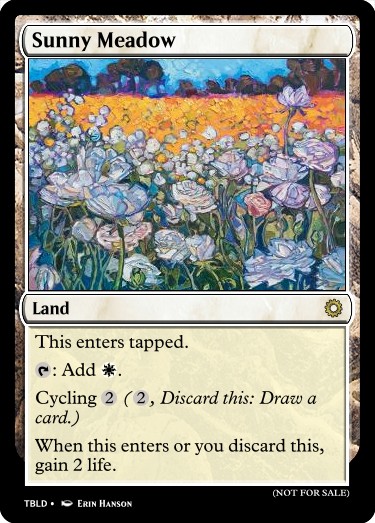 Sunny Meadow
Land
This enters tapped.
: Add .
Cycling 2 ( 2, Discard this: Draw a
card.)
When this enters or you discard this,
gain 2 life.
TBLD • Erin Hanson
(NOT FOR SALE)